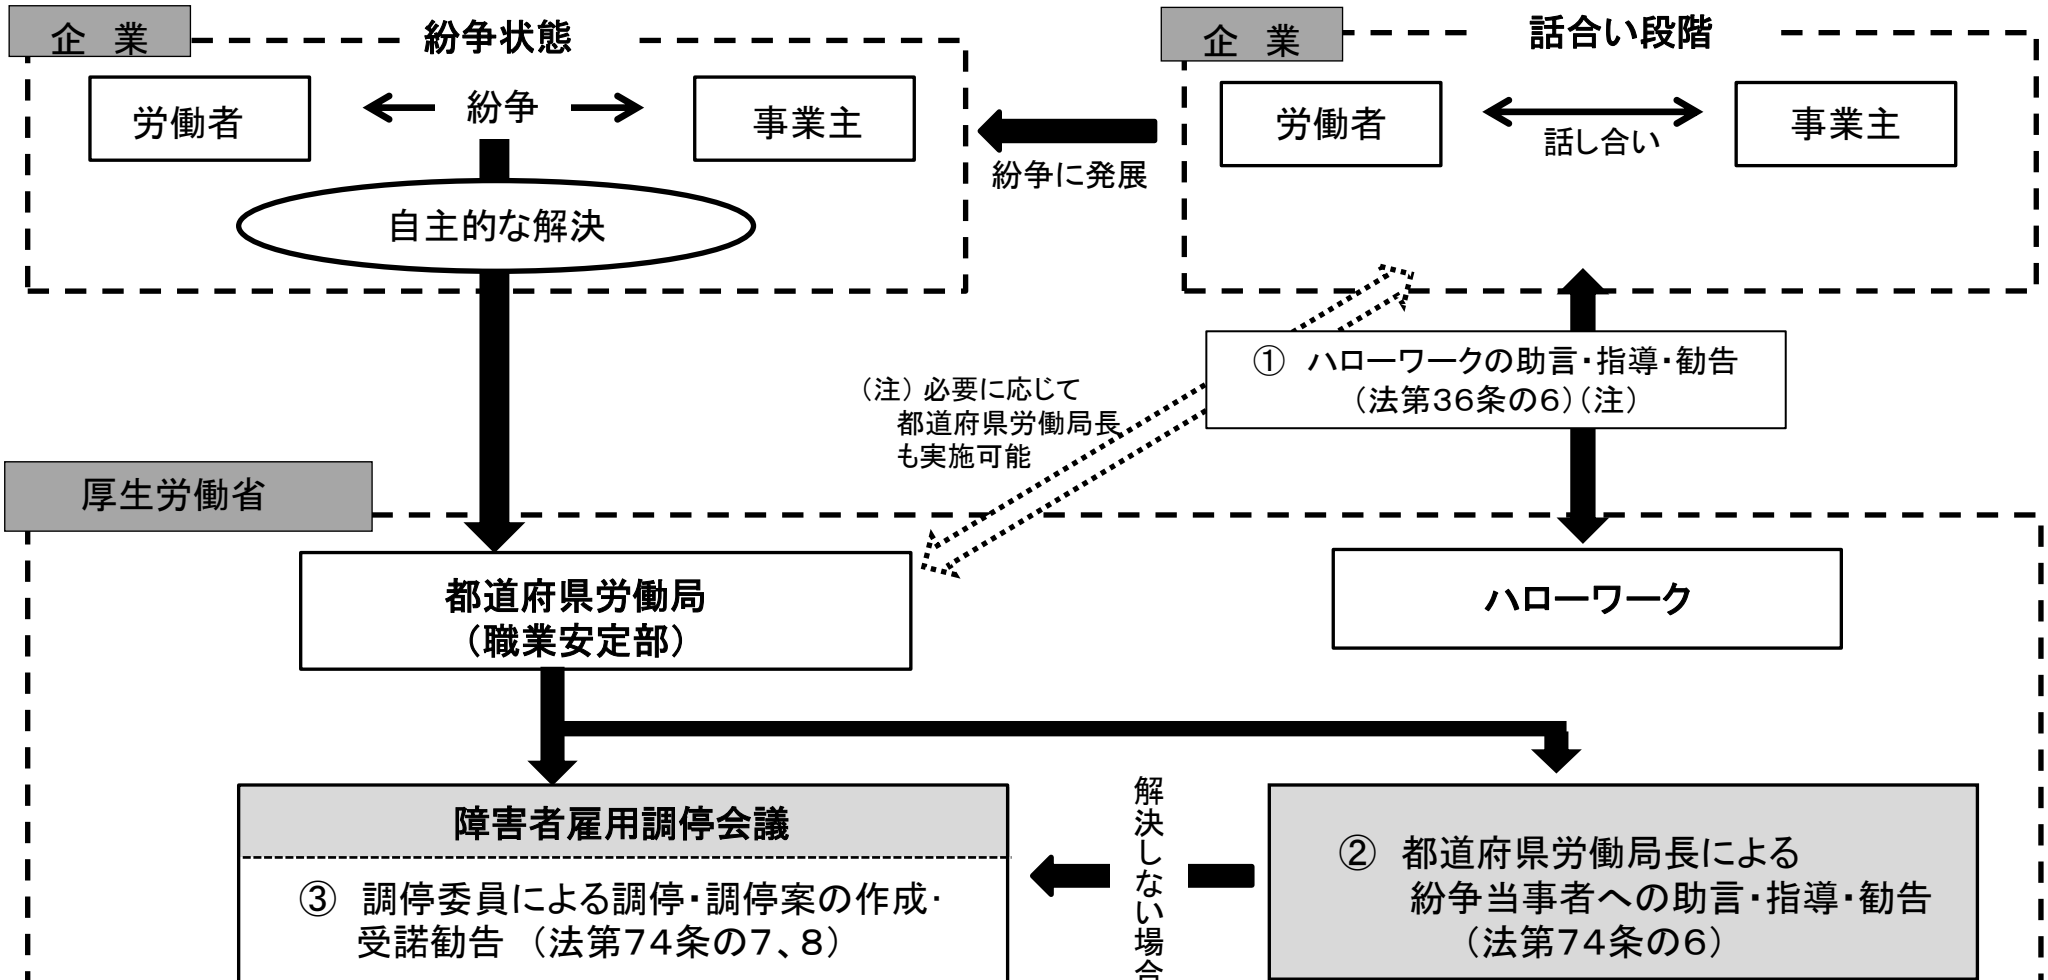 企 業
紛争状態
労働者
紛争
事業主
自主的な解決
紛争に発展
企 業
話合い段階
労働者
話し合い
事業主
① ハローワークの助言・指導・勧告
(法第36条の6)(注)
(注) 必要に応じて
都道府県労働局長
も実施可能
厚生労働省
都道府県労働局
(職業安定部)
ハローワーク
障害者雇用調停会議
③ 調停委員による調停・調停案の作成・
受諾勧告 (法第74条の7、8)
解決しない場合
② 都道府県労働局長による
紛争当事者への助言・指導・勧告
(法第74条の6)